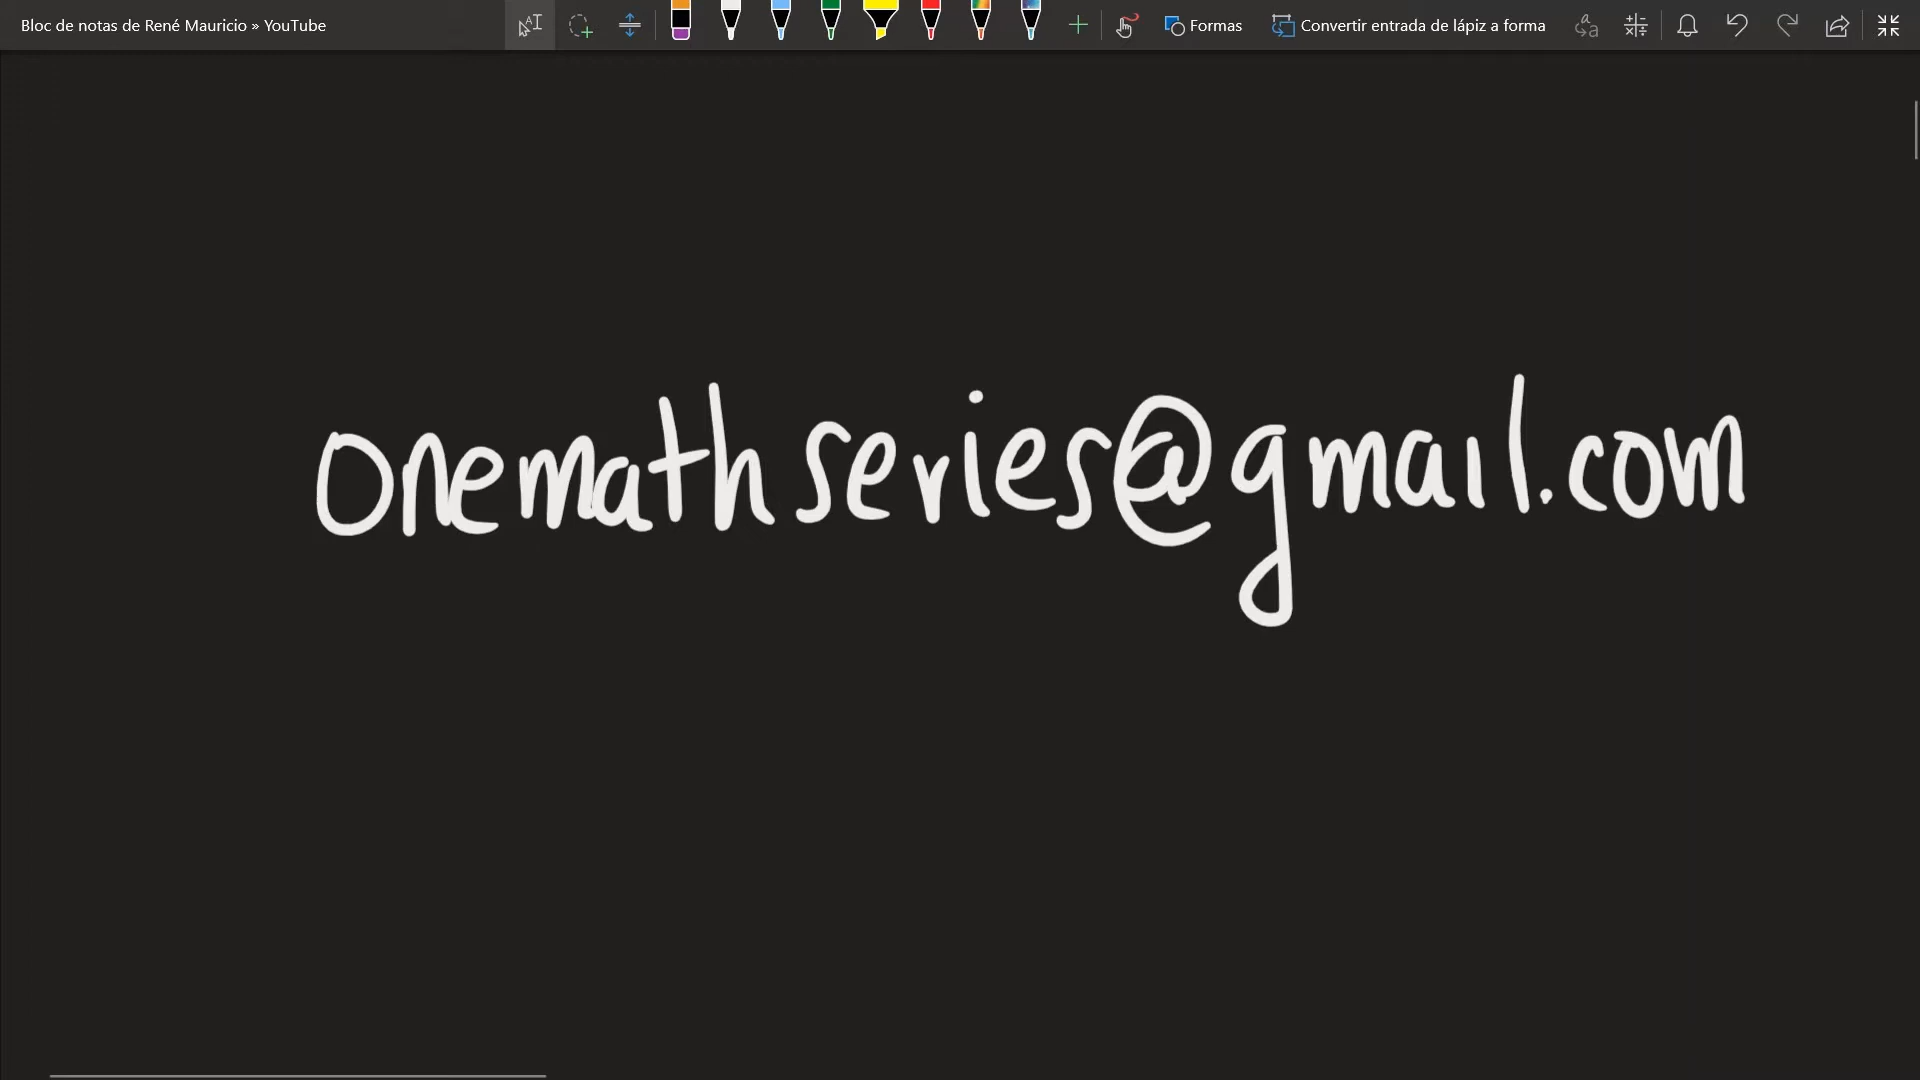 Bloc de notas de René Mauricio » YouTube
Formas
Convertir entrada de lápiz a forma
onemathseries@gmail.com